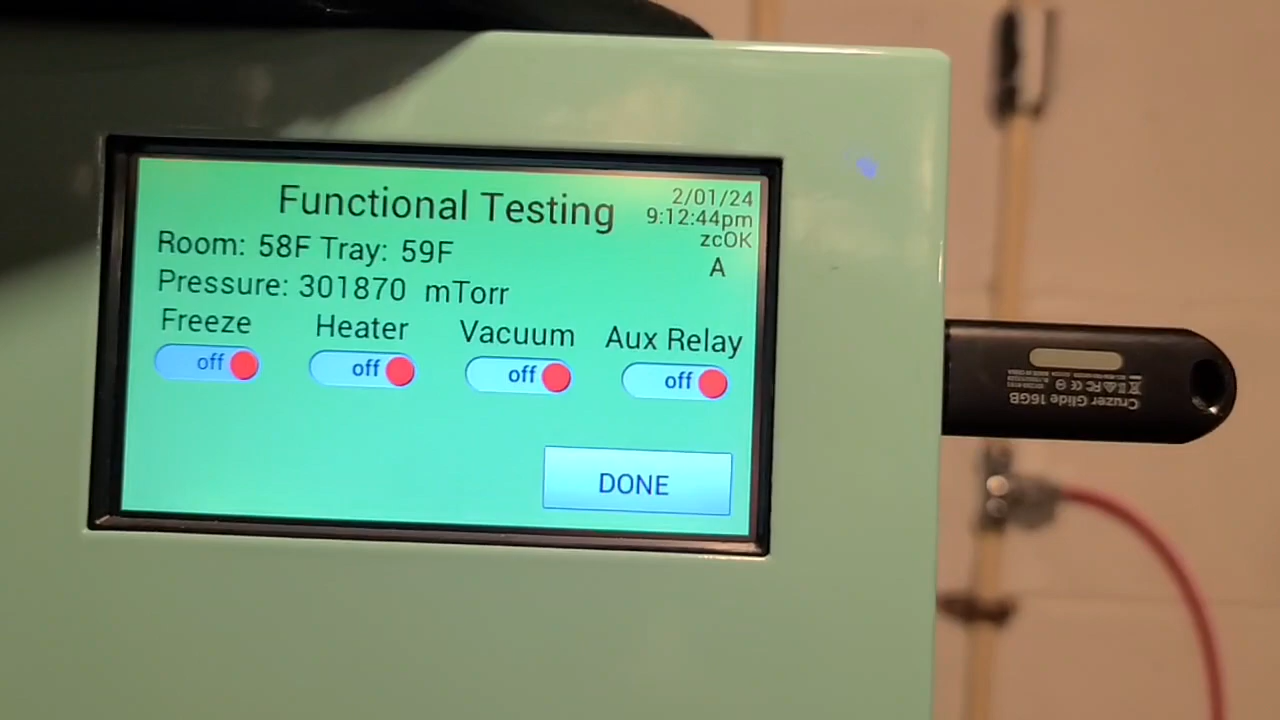 Functional Testing
2/01/24
9:12:44pm
zcOK
A
Room: 58F Tray: 59F
Pressure: 301870 mTorr
Freeze Heater Vacuum Aux Relay
off off off off
DONE
Cruzer Glide 16GB